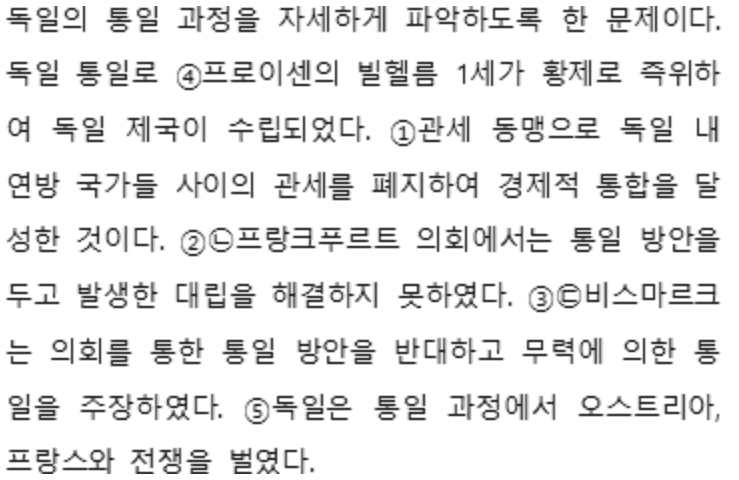 독일의 통일 과정을 자세하게 파악하도록 한 문제이다.
독일 통일로 ④프로이센의 빌헬름 1세가 황제로 즉위하
여 독일 제국이 수립되었다. ①관세 동맹으로 독일 내
연방 국가들 사이의 관세를 폐지하여 경제적 통합을 달
성한 것이다. ②㉡프랑크푸르트 의회에서는 통일 방안을
두고 발생한 대립을 해결하지 못하였다. ③㉢비스마르크
는 의회를 통한 통일 방안을 반대하고 무력에 의한 통
일을 주장하였다. ⑤독일은 통일 과정에서 오스트리아,
프랑스와 전쟁을 벌였다.